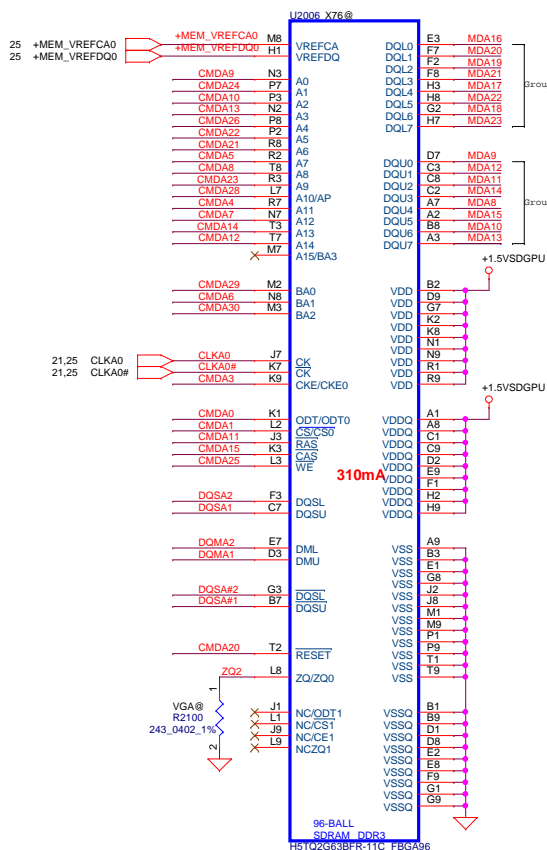 U2006 X76@
25 +MEM_VREFCA0 +MEM_VREFCA0 M8 VREFCA DQL0 E3 MDA16
25 +MEM_VREFDQ0 +MEM_VREFDQ0 H1 VREFDQ DQL1 F7 MDA20
DQL2 F2 MDA19
CMDA9 N3 A0 DQL3 F8 MDA21
CMDA24 P7 A1 DQL4 H3 MDA17 Grou
CMDA10 P3 A2 DQL5 H8 MDA22
CMDA13 N2 A3 DQL6 G2 MDA18
CMDA26 P8 A4 DQL7 H7 MDA23
CMDA22 P2 A5
CMDA21 R8 A6
CMDA5 R2 A7 DQU0 D7 MDA9
CMDA8 T8 A8 DQU1 C3 MDA12
CMDA23 R3 A9 DQU2 C8 MDA11
CMDA28 L7 A10/AP DQU3 C2 MDA14
CMDA4 R7 A11 DQU4 A7 MDA8 Grou
CMDA7 N7 A12 DQU5 A2 MDA15
CMDA14 T3 A13 DQU6 B8 MDA10
CMDA12 T7 A14 DQU7 A3 MDA13
M7 A15/BA3
+1.5VSDGPU
CMDA29 M2 BA0 VDD B2
CMDA6 N8 BA1 VDD D9
CMDA30 M3 BA2 VDD G7
VDD K2
VDD K8
VDD N1
21,25 CLKA0 CLKA0 J7 CK VDD N9
21,25 CLKA0# CLKA0# K7 CK VDD R1
CMDA3 K9 CKE/CKE0 VDD R9
+1.5VSDGPU
CMDA0 K1 ODT/ODT0 VDDQ A1
CMDA1 L2 CS/CS0 VDDQ A8
CMDA11 J3 RAS VDDQ C1
CMDA15 K3 CAS VDDQ C9
CMDA25 L3 WE VDDQ D2
310mA VDDQ E9
VDDQ F1
DQSA2 F3 DQSL VDDQ H2
DQSA1 C7 DQSU VDDQ H9
DQMA2 E7 DML VSS A9
DQMA1 D3 DMU VSS B3
VSS E1
VSS G8
DQSA#2 G3 DQSL VSS J2
DQSA#1 B7 DQSU VSS J8
VSS M1
VSS M9
VSS P1
CMDA20 T2 RESET VSS P9
VSS T1
ZQ2 L8 ZQ/ZQ0 VSS T9
1
VGA@ J1 NC/ODT1 VSSQ B1
R2100 L1 NC/CS1 VSSQ B9
243_0402_1% J9 NC/CE1 VSSQ D1
2 L9 NCZQ1 VSSQ D8
VSSQ E2
VSSQ E8
VSSQ F9
VSSQ G1
VSSQ G9
96-BALL
SDRAM DDR3
H5TQ2G63BFR-11C FBGA96